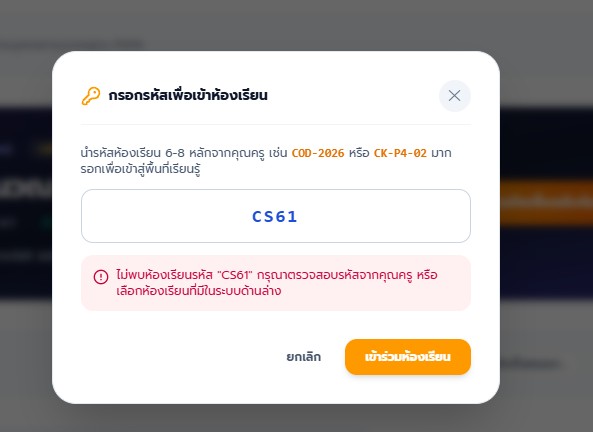 กรอกรหัสเพื่อเข้าห้องเรียน
นำรหัสห้องเรียน 6-8 หลักจากคุณครู เช่น COD-2026 หรือ CK-P4-02 มาก
รอกเพื่อเข้าสู่พื้นที่เรียนรู้
CS61
ไม่พบห้องเรียนรหัส "CS61" กรุณาตรวจสอบรหัสจากคุณครู หรือ
เลือกห้องเรียนที่มีในระบบด้านล่าง
ยกเลิก
เข้าร่วมห้องเรียน